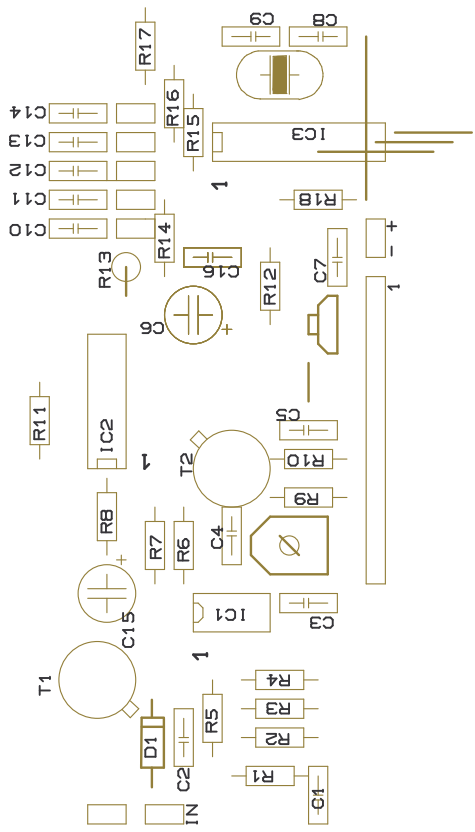 C9
C8
R17
R16
C14
R15
IC3
C13
C12
1
C11
R18
C10
R14
+
-
R13
C16
R12
C7
1
C6
+
C5
R11
IC2
1
T2
R10
R9
R8
C4
R7
R6
+
C15
IC1
C3
1
T1
R4
R5
R3
D1
R2
C2
R1
C1
IN